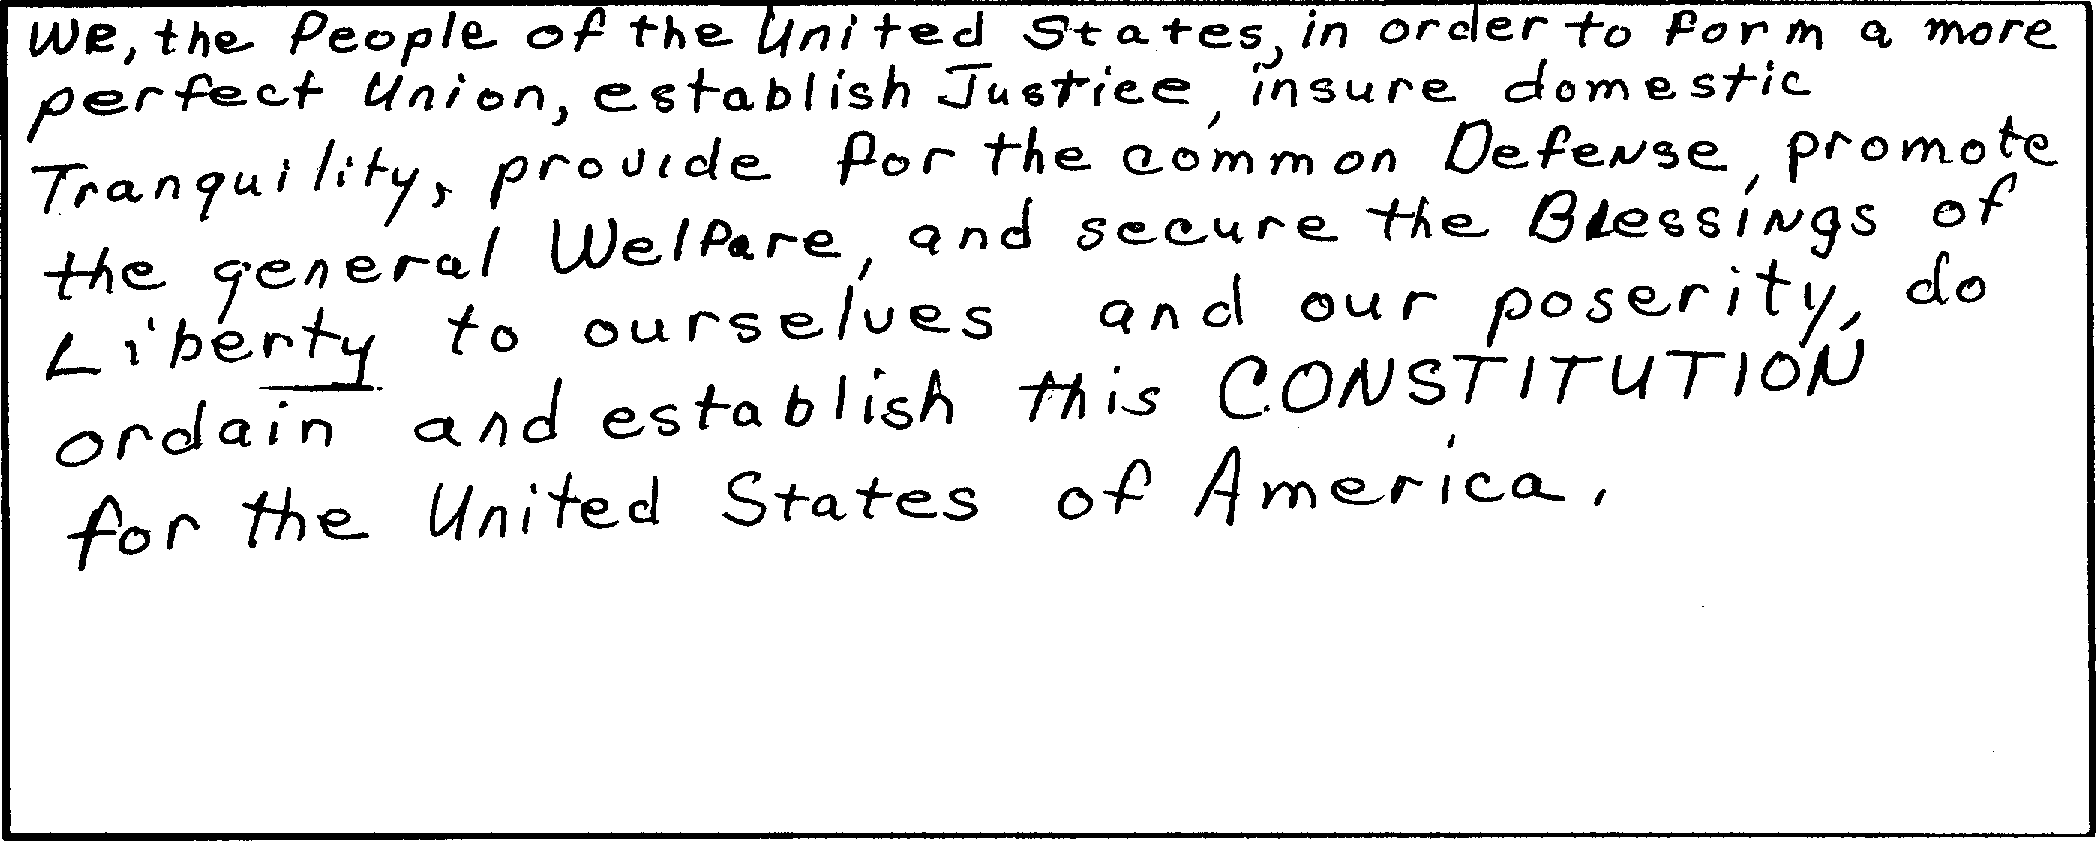 We, the People of the United States, in order to form a more
perfect Union, establish Justice, insure domestic
Tranquility, provide for the common Defense, promote
the general Welfare, and secure the Blessings of
Liberty to ourselves and our poserity, do
ordain and establish this CONSTITUTION
for the United States of America.